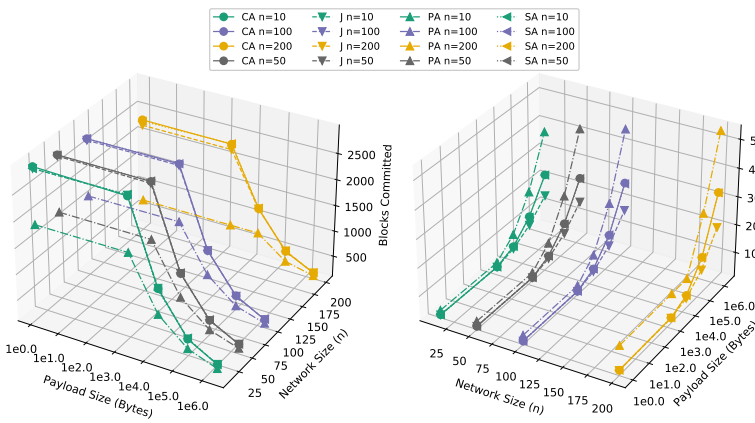 CA n=10 J n=10 PA n=10 SA n=10
CA n=100 J n=100 PA n=100 SA n=100
CA n=200 J n=200 PA n=200 SA n=200
CA n=50 J n=50 PA n=50 SA n=50
2500
2000
1500
1000
500
Blocks Committed
1e0.0
1e1.0
1e2.0
1e3.0
1e4.0
1e5.0
1e6.0
Payload Size (Bytes)
25
50
75
100
125
150
175
200
Network Size (n)
25
50
75
100
125
150
175
200
Network Size (n)
1e0.0
1e1.0
1e2.0
1e3.0
1e4.0
1e5.0
1e6.0
Payload Size (Bytes